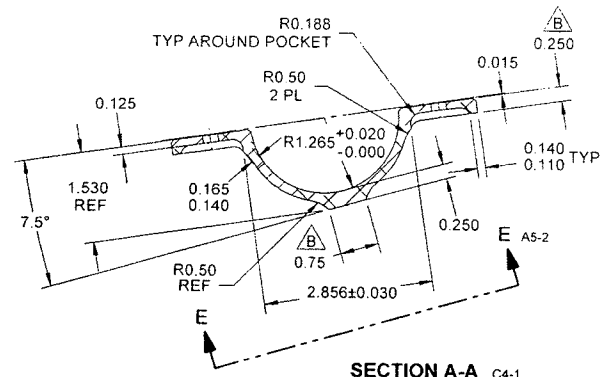 R0.188
TYP AROUND POCKET
B
0.250
0.015
R0 50
2 PL
0.125
R1.265 +0.020
-0.000
0.140
0.110 TYP
1.530
REF
0.165
0.140
7.5°
0.250
B
0.75
E A5-2
R0.50
REF
2.856±0.030
E
SECTION A-A C4-1